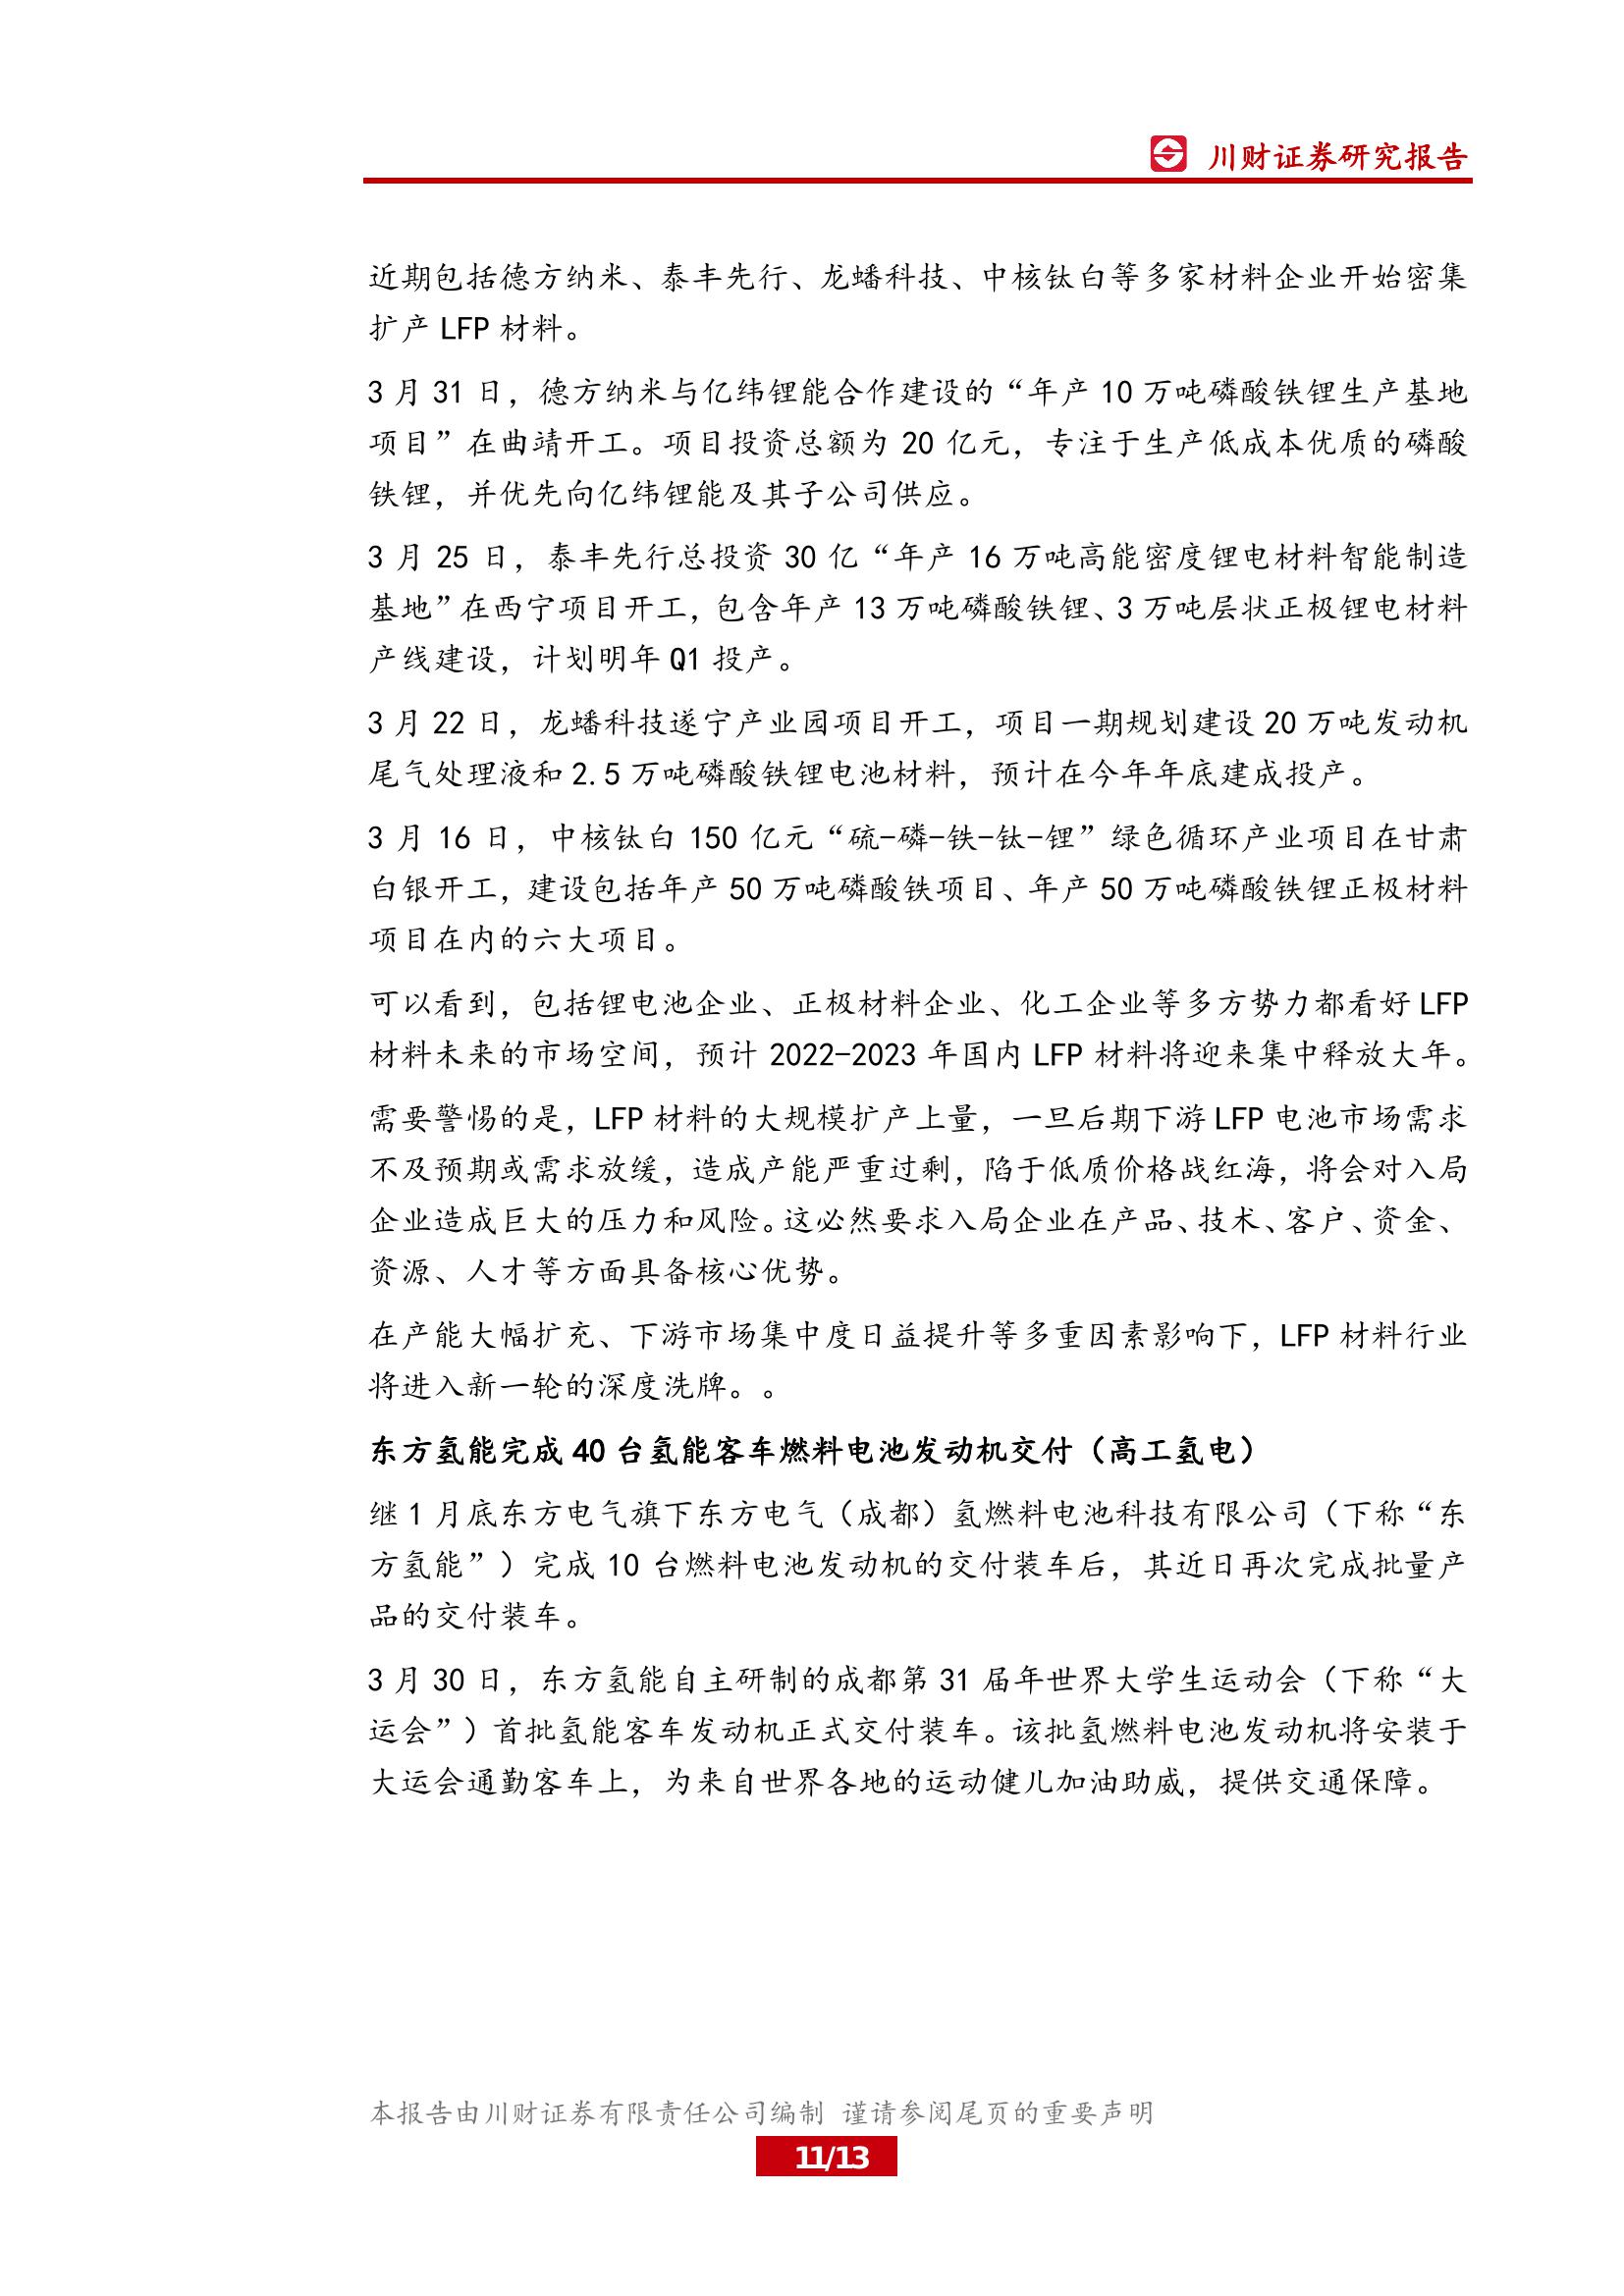 川财证券研究报告
近期包括德方纳米、泰丰先行、龙蟠科技、中核钛白等多家材料企业开始密集
扩产 LFP 材料。
3 月 31 日，德方纳米与亿纬锂能合作建设的“年产 10 万吨磷酸铁锂生产基地
项目”在曲靖开工。项目投资总额为 20 亿元，专注于生产低成本优质的磷酸
铁锂，并优先向亿纬锂能及其子公司供应。
3 月 25 日，泰丰先行总投资 30 亿“年产 16 万吨高能密度锂电材料智能制造
基地”在西宁项目开工，包含年产 13 万吨磷酸铁锂、3 万吨层状正极锂电材料
产线建设，计划明年 Q1 投产。
3 月 22 日，龙蟠科技遂宁产业园项目开工，项目一期规划建设 20 万吨发动机
尾气处理液和 2.5 万吨磷酸铁锂电池材料，预计在今年年底建成投产。
3 月 16 日，中核钛白 150 亿元“硫-磷-铁-钛-锂”绿色循环产业项目在甘肃
白银开工，建设包括年产 50 万吨磷酸铁项目、年产 50 万吨磷酸铁锂正极材料
项目在内的六大项目。
可以看到，包括锂电池企业、正极材料企业、化工企业等多方势力都看好 LFP
材料未来的市场空间，预计 2022-2023 年国内 LFP 材料将迎来集中释放大年。
需要警惕的是，LFP 材料的大规模扩产上量，一旦后期下游 LFP 电池市场需求
不及预期或需求放缓，造成产能严重过剩，陷于低质价格战红海，将会对入局
企业造成巨大的压力和风险。这必然要求入局企业在产品、技术、客户、资金、
资源、人才等方面具备核心优势。
在产能大幅扩充、下游市场集中度日益提升等多重因素影响下，LFP 材料行业
将进入新一轮的深度洗牌。。
东方氢能完成 40 台氢能客车燃料电池发动机交付（高工氢电）
继 1 月底东方电气旗下东方电气（成都）氢燃料电池科技有限公司（下称“东
方氢能”）完成 10 台燃料电池发动机的交付装车后，其近日再次完成批量产
品的交付装车。
3 月 30 日，东方氢能自主研制的成都第 31 届年世界大学生运动会（下称“大
运会”）首批氢能客车发动机正式交付装车。该批氢燃料电池发动机将安装于
大运会通勤客车上，为来自世界各地的运动健儿加油助威，提供交通保障。
本报告由川财证券有限责任公司编制 谨请参阅尾页的重要声明
11/13